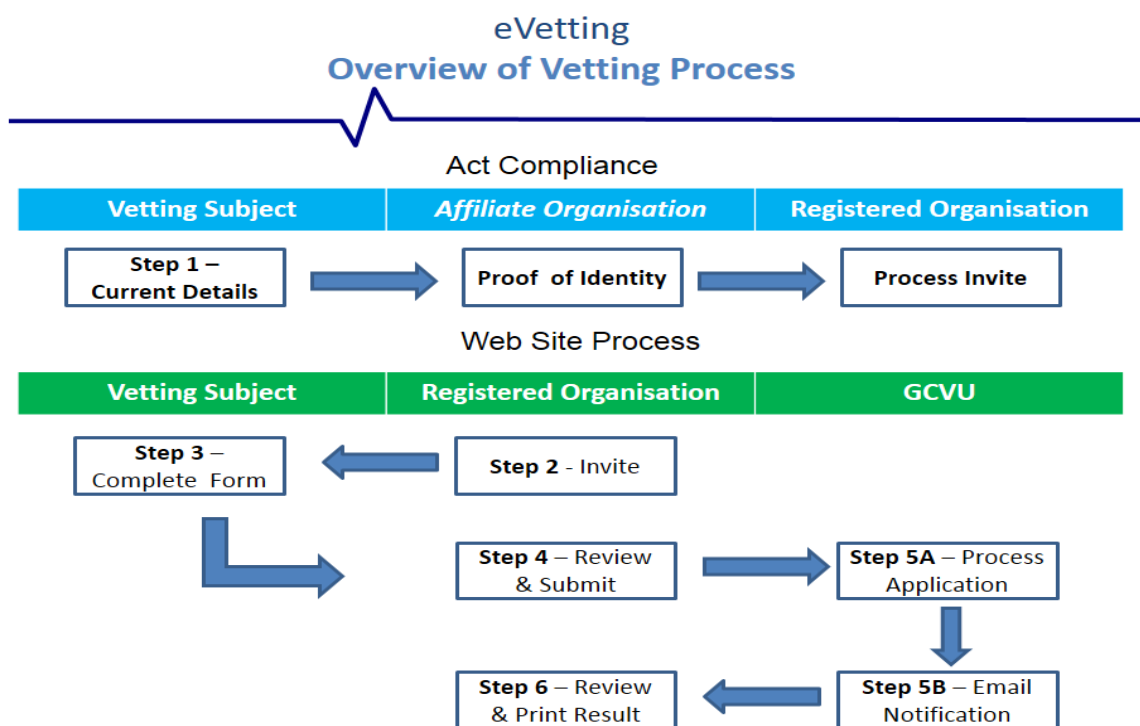 eVetting
Overview of Vetting Process
Act Compliance
Vetting Subject
Affiliate Organisation
Registered Organisation
Step 1 –
Current Details
Proof of Identity
Process Invite
Web Site Process
Vetting Subject
Registered Organisation
GCVU
Step 3 –
Complete Form
Step 2 - Invite
Step 4 – Review
& Submit
Step 5A – Process
Application
Step 6 – Review
& Print Result
Step 5B – Email
Notification